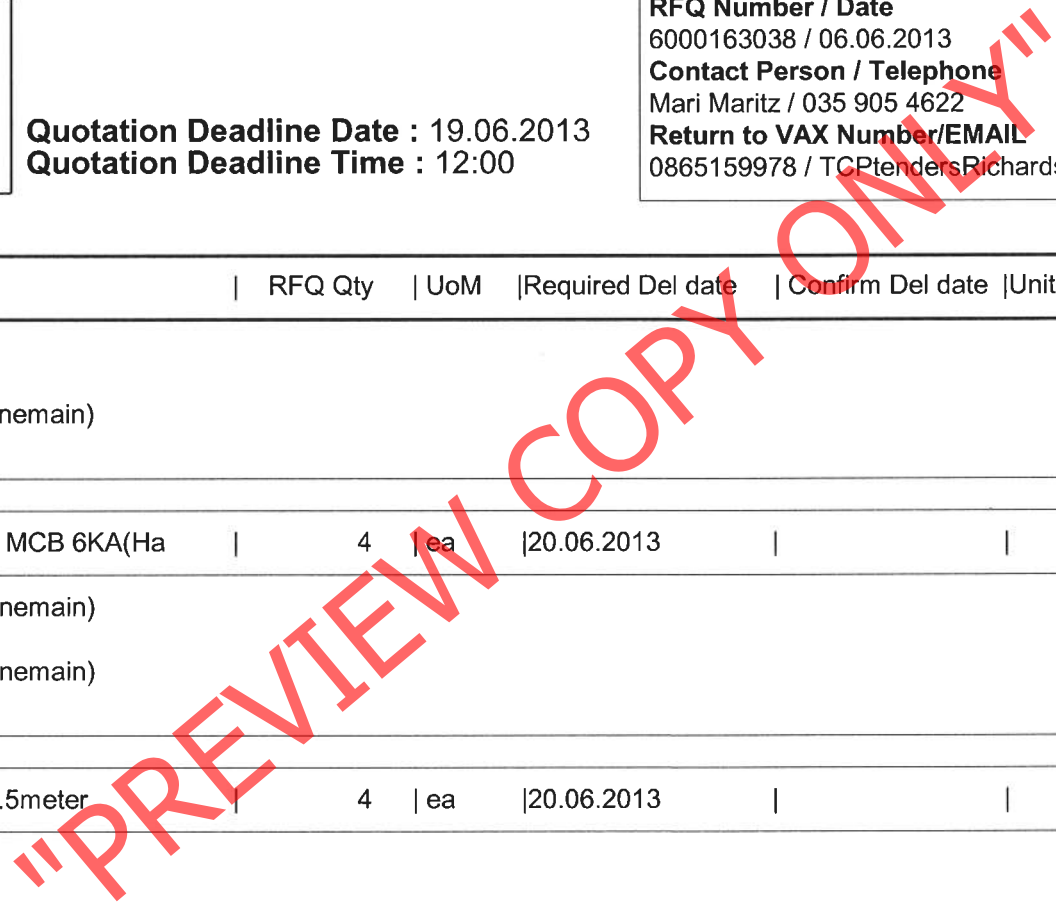 RFQ Number / Date
6000163038 / 06.06.2013
Contact Person / Telephone
Mari Maritz / 035 905 4622
Return to VAX Number/EMAIL
0865159978 / TCPtendersRichards
Quotation Deadline Date : 19.06.2013
Quotation Deadline Time : 12:00
| RFQ Qty | UoM |Required Del date | Confirm Del date |Unit
nemain)
MCB 6KA(Ha | 4 | ea |20.06.2013 | |
nemain)
nemain)
.5meter | 4 | ea |20.06.2013 | |
"PREVIEW COPY ONLY"